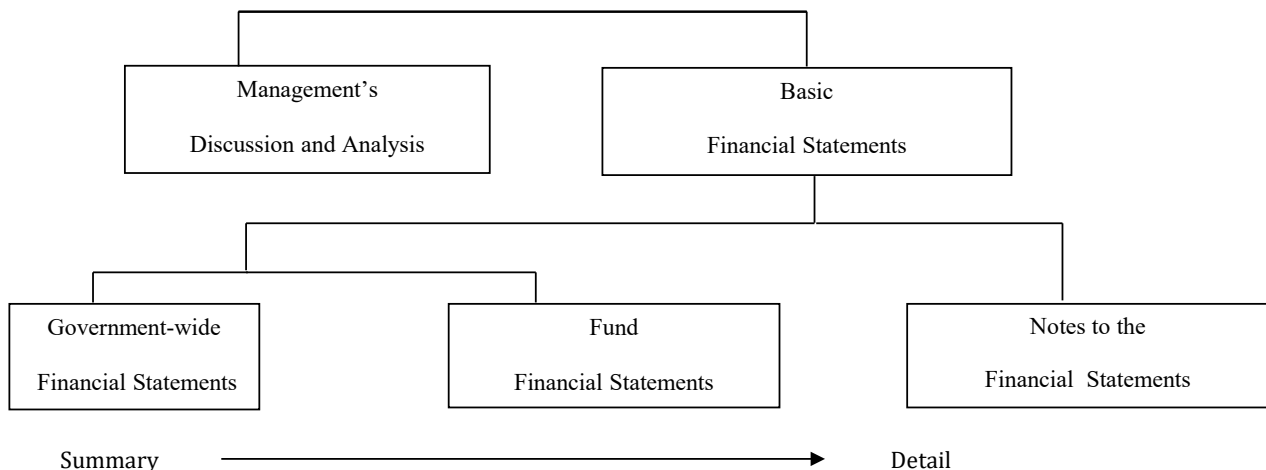 Management’s
Discussion and Analysis
Basic
Financial Statements
Government-wide
Financial Statements
Fund
Financial Statements
Notes to the
Financial Statements
Summary
Detail